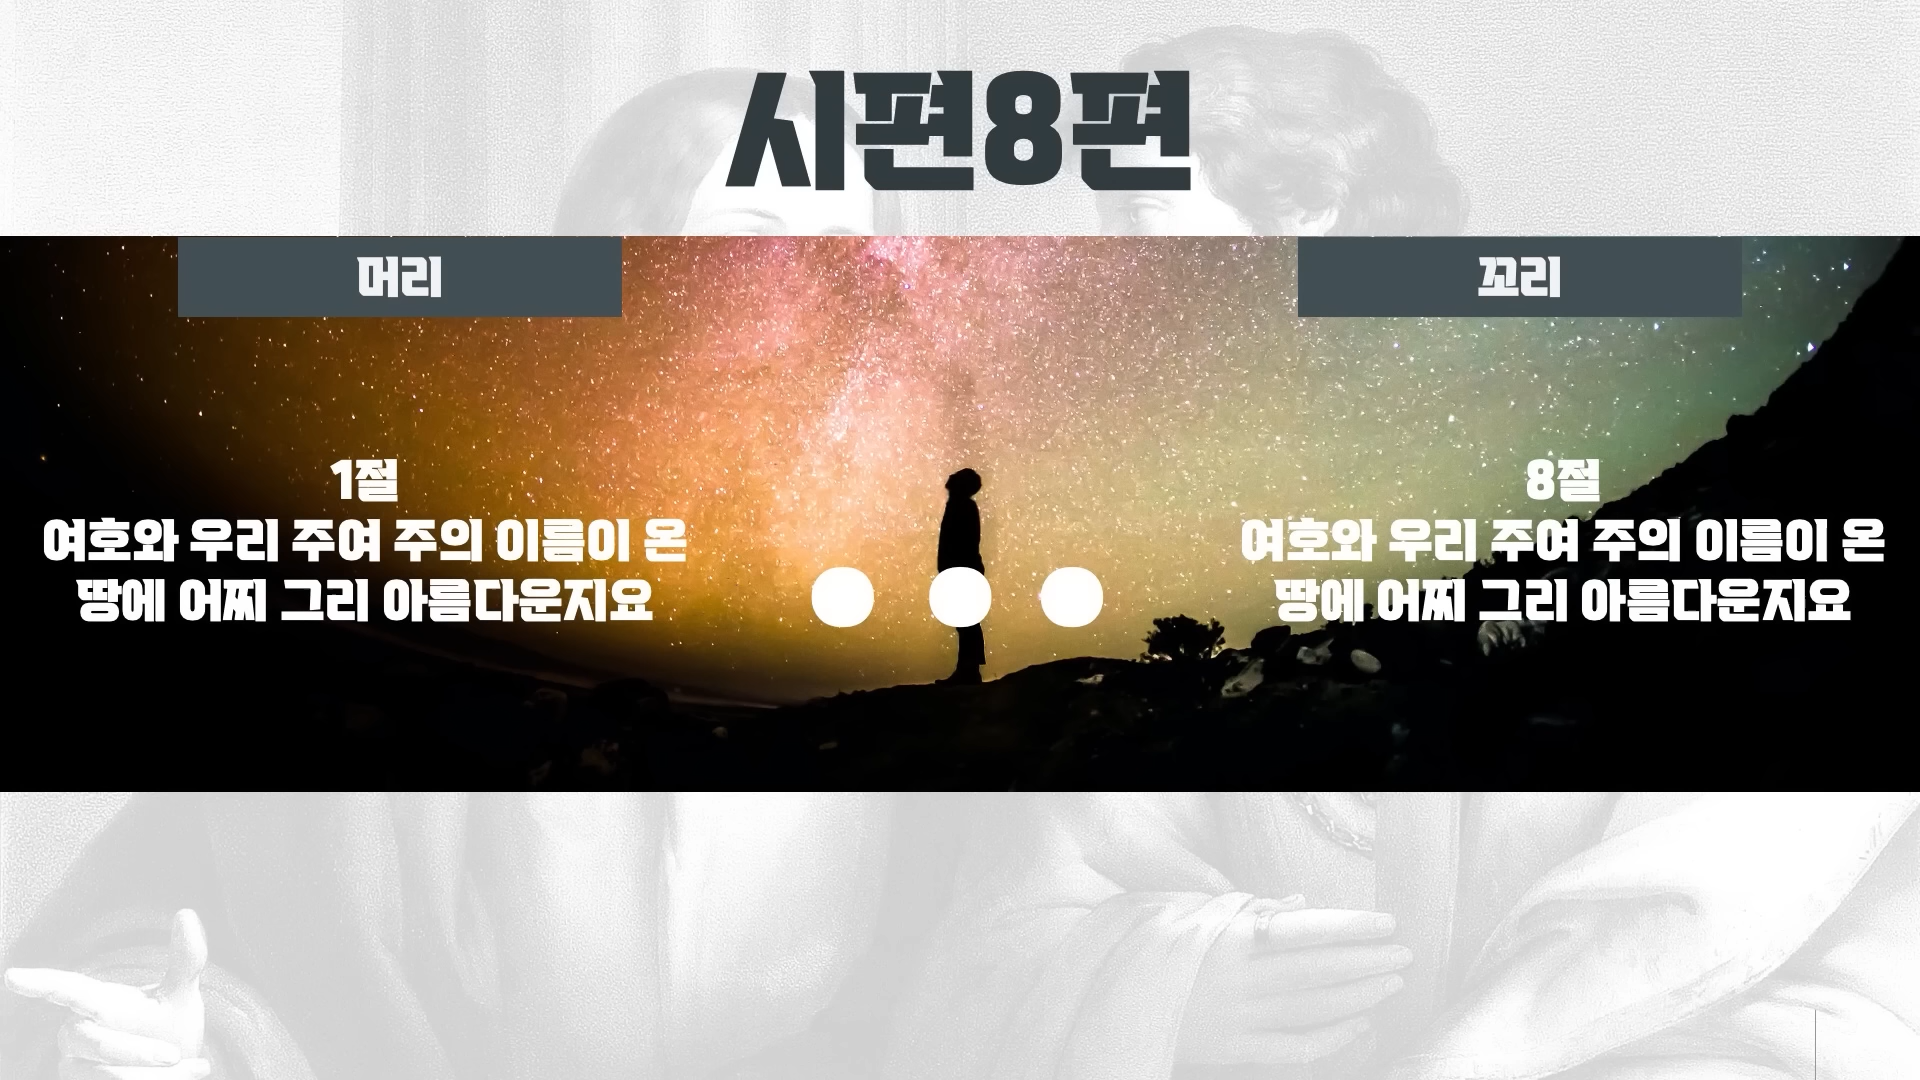 시편8편
머리
꼬리
1절
여호와 우리 주여 주의 이름이 온
땅에 어찌 그리 아름다운지요
8절
여호와 우리 주여 주의 이름이 온
땅에 어찌 그리 아름다운지요